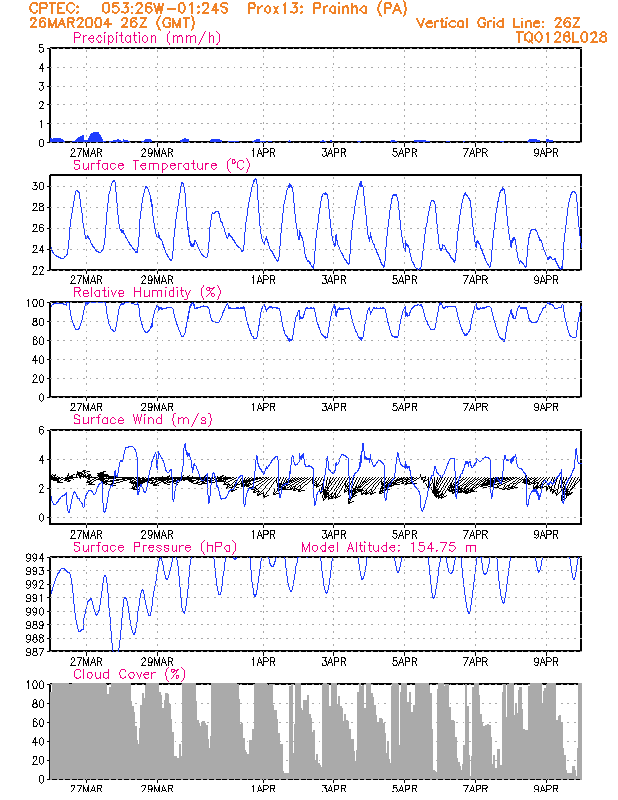 CPTEC: 053:26W-01:24S Prox13: Prainha (PA)
26MAR2004 26Z (GMT) Vertical Grid Line: 26Z
Precipitation (mm/h) TQ0126L028
5
4
3
2
1
0
27MAR 29MAR 1APR 3APR 5APR 7APR 9APR
Surface Temperature (ºC)
30
28
26
24
22
27MAR 29MAR 1APR 3APR 5APR 7APR 9APR
Relative Humidity (%)
100
80
60
40
20
0
27MAR 29MAR 1APR 3APR 5APR 7APR 9APR
Surface Wind (m/s)
6
4
2
0
27MAR 29MAR 1APR 3APR 5APR 7APR 9APR
Surface Pressure (hPa) Model Altitude: 154.75 m
994
993
992
991
990
989
988
987
27MAR 29MAR 1APR 3APR 5APR 7APR 9APR
Cloud Cover (%)
100
80
60
40
20
0
27MAR 29MAR 1APR 3APR 5APR 7APR 9APR